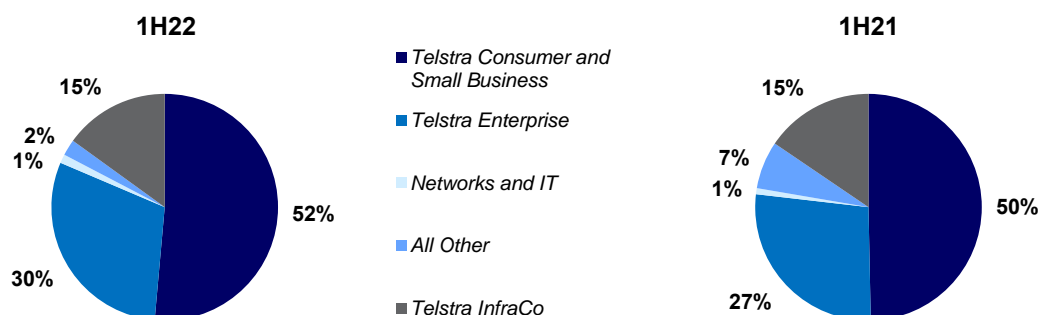 1H22
1H21
Telstra Consumer and
Small Business
Telstra Enterprise
Networks and IT
All Other
Telstra InfraCo
15%
2%
1%
30%
52%
15%
7%
1%
27%
50%